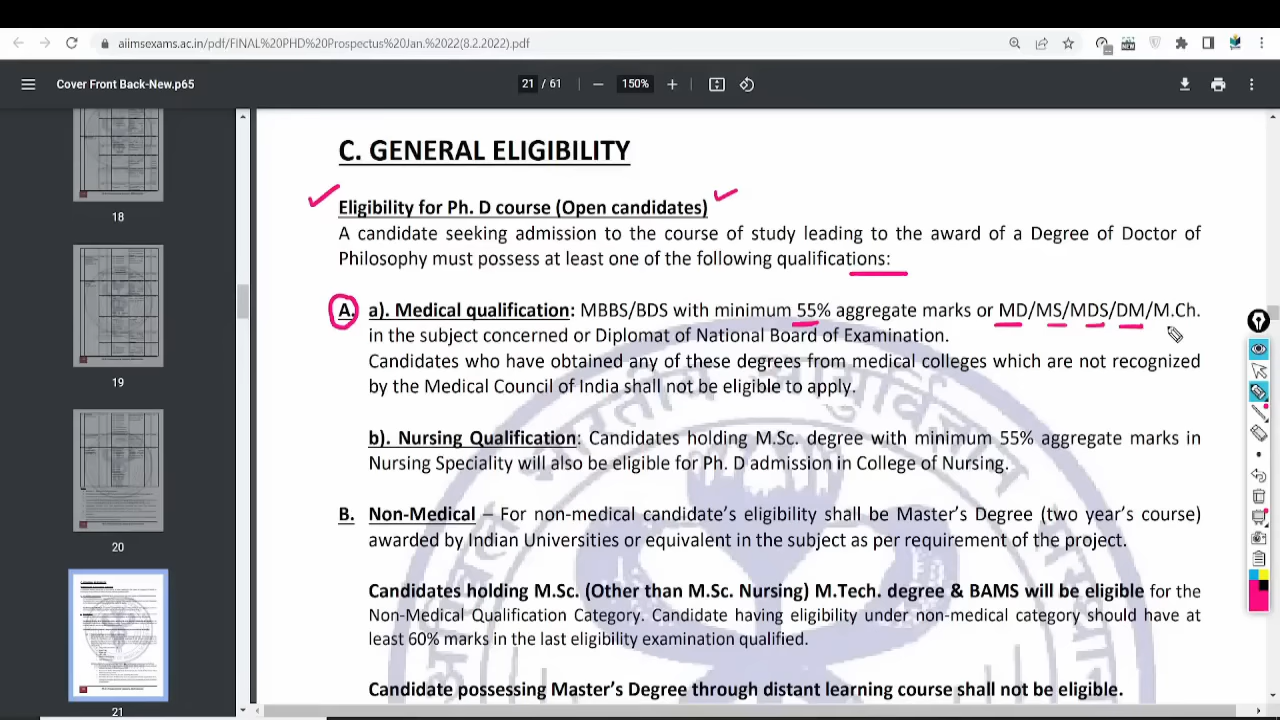 aiimsexams.ac.in/pdf/FINAL%20PHD%20Prospectus%20Jan.%2022(8.2.2022).pdf
Cover Front Back-New.p65
21 / 61
150%
18
19
20
21
C. GENERAL ELIGIBILITY
Eligibility for Ph. D course (Open candidates)
A candidate seeking admission to the course of study leading to the award of a Degree of Doctor of
Philosophy must possess at least one of the following qualifications:
A. a). Medical qualification: MBBS/BDS with minimum 55% aggregate marks or MD/MS/MDS/DM/M.Ch.
in the subject concerned or Diplomat of National Board of Examination.
Candidates who have obtained any of these degrees from medical colleges which are not recognized
by the Medical Council of India shall not be eligible to apply.
b). Nursing Qualification: Candidates holding M.Sc. degree with minimum 55% aggregate marks in
Nursing Speciality will also be eligible for Ph. D admission in College of Nursing.
B. Non-Medical – For non-medical candidate's eligibility shall be Master's Degree (two year's course)
awarded by Indian Universities or equivalent in the subject as per requirement of the project.
Candidates holding M.Sc. (Other than M.Sc. Nursing) M.Tech. degree & BAMS will be eligible for the
Non-Medical Qualification Category. Candidate having eligibility under non-medical category should have at
least 60% marks in the last eligibility examination qualified.
Candidate possessing Master's Degree through distant learning course shall not be eligible.